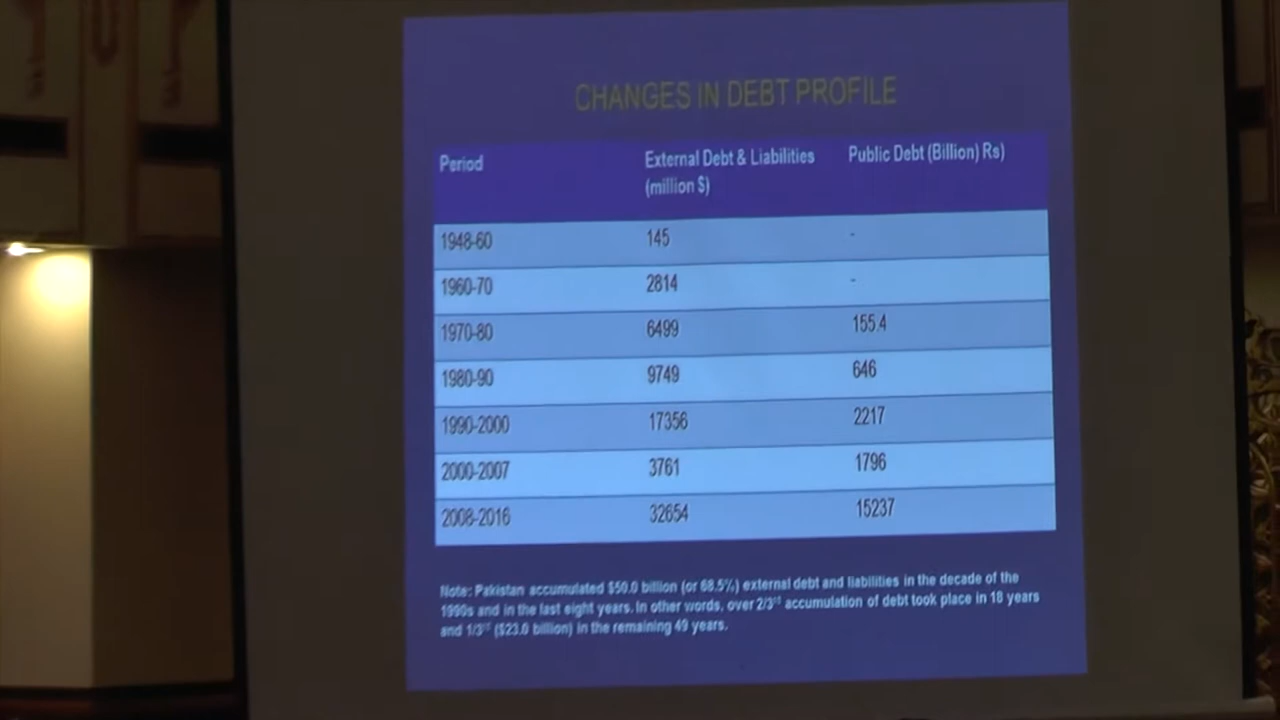 CHANGES IN DEBT PROFILE
Period External Debt & Liabilities (million $) Public Debt (Billion) Rs)
1948-60 145 -
1960-70 2814 -
1970-80 6499 155.4
1980-90 9749 646
1990-2000 17356 2217
2000-2007 3761 1796
2008-2016 32654 15237
Note: Pakistan accumulated $50.0 billion (or 68.5%) external debt and liabilities in the decade of the
1990s and in the last eight years. In other words, over 2/3rd accumulation of debt took place in 18 years
and 1/3rd ($23.0 billion) in the remaining 49 years.